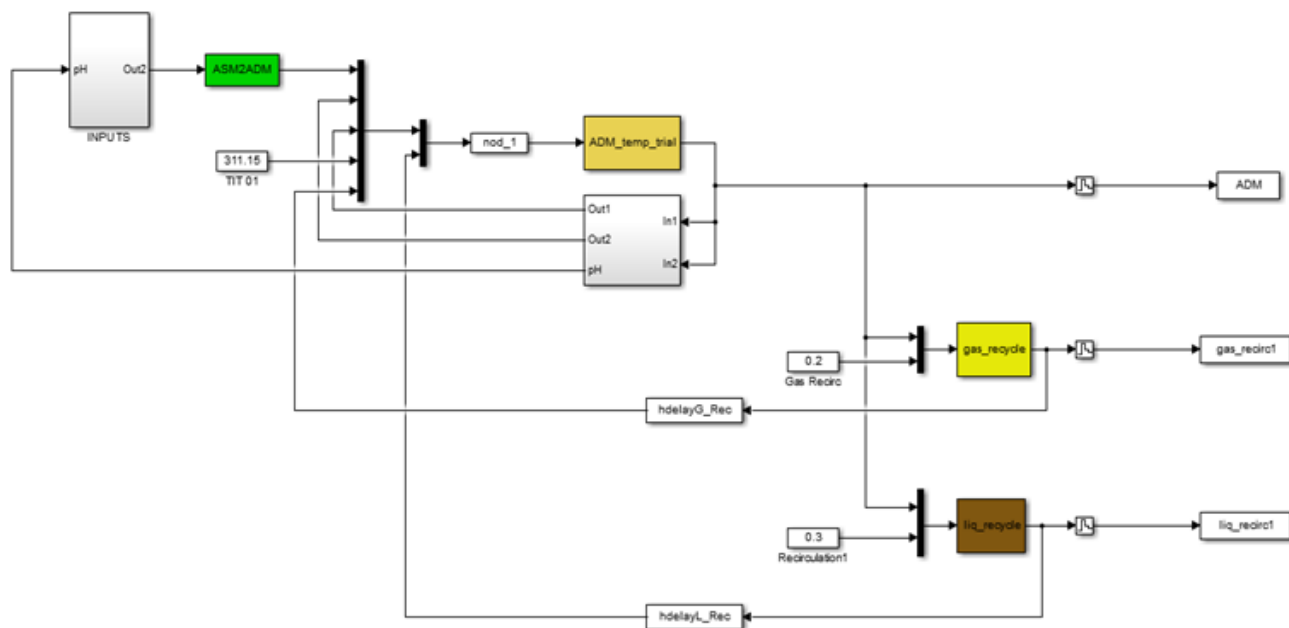 pH
Out2
INPUTS
ASM2ADM
311.15
TIT 01
nod_1
ADM_temp_trial
Out1
Out2
pH
In1
In2
ADM
0.2
Gas Recirc
gas_recycle
gas_recirc1
hdelayG_Rec
0.3
Recirculation1
liq_recycle
liq_recirc1
hdelayL_Rec